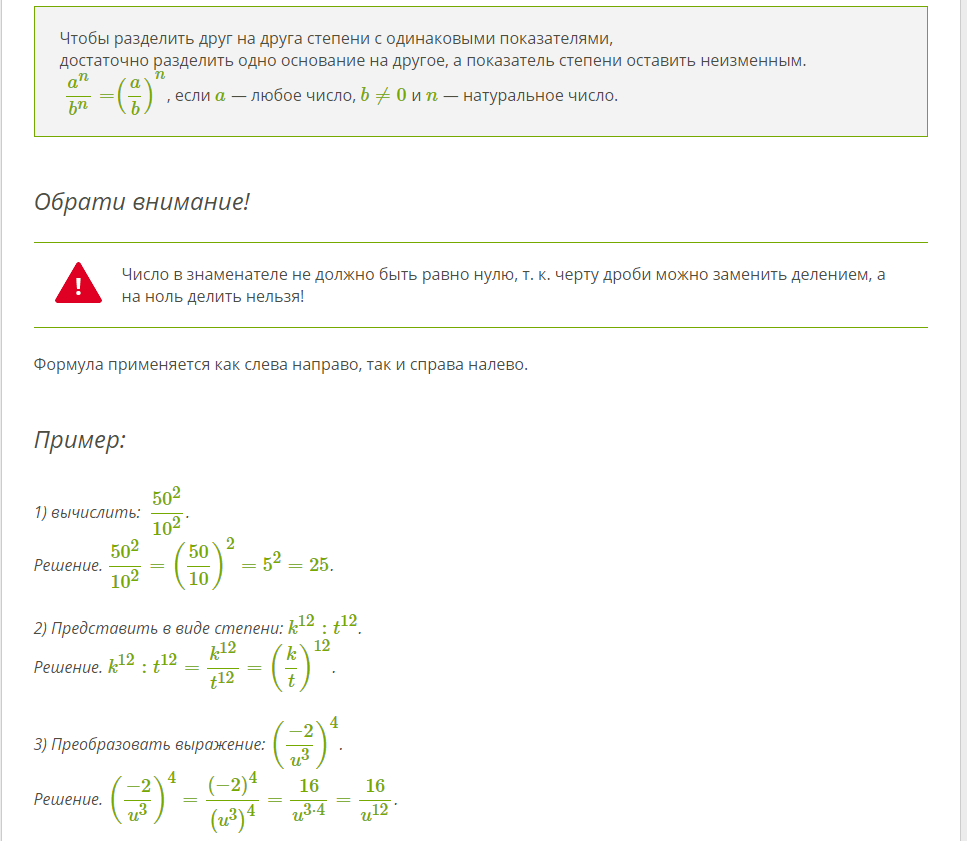 Чтобы разделить друг на друга степени с одинаковыми показателями,
достаточно разделить одно основание на другое, а показатель степени оставить неизменным.
aⁿ/bⁿ = (a/b)ⁿ, если a — любое число, b ≠ 0 и n — натуральное число.
Обрати внимание!
Число в знаменателе не должно быть равно нулю, т. к. черту дроби можно заменить делением, а
на ноль делить нельзя!
Формула применяется как слева направо, так и справа налево.
Пример:
1) вычислить: 50²/10².
Решение. 50²/10² = (50/10)² = 5² = 25.
2) Представить в виде степени: k¹² : t¹².
Решение. k¹² : t¹² = k¹²/t¹² = (k/t)¹².
3) Преобразовать выражение: (−2/u³)⁴.
Решение. (−2/u³)⁴ = (−2)⁴/(u³)⁴ = 16/u³·⁴ = 16/u¹².